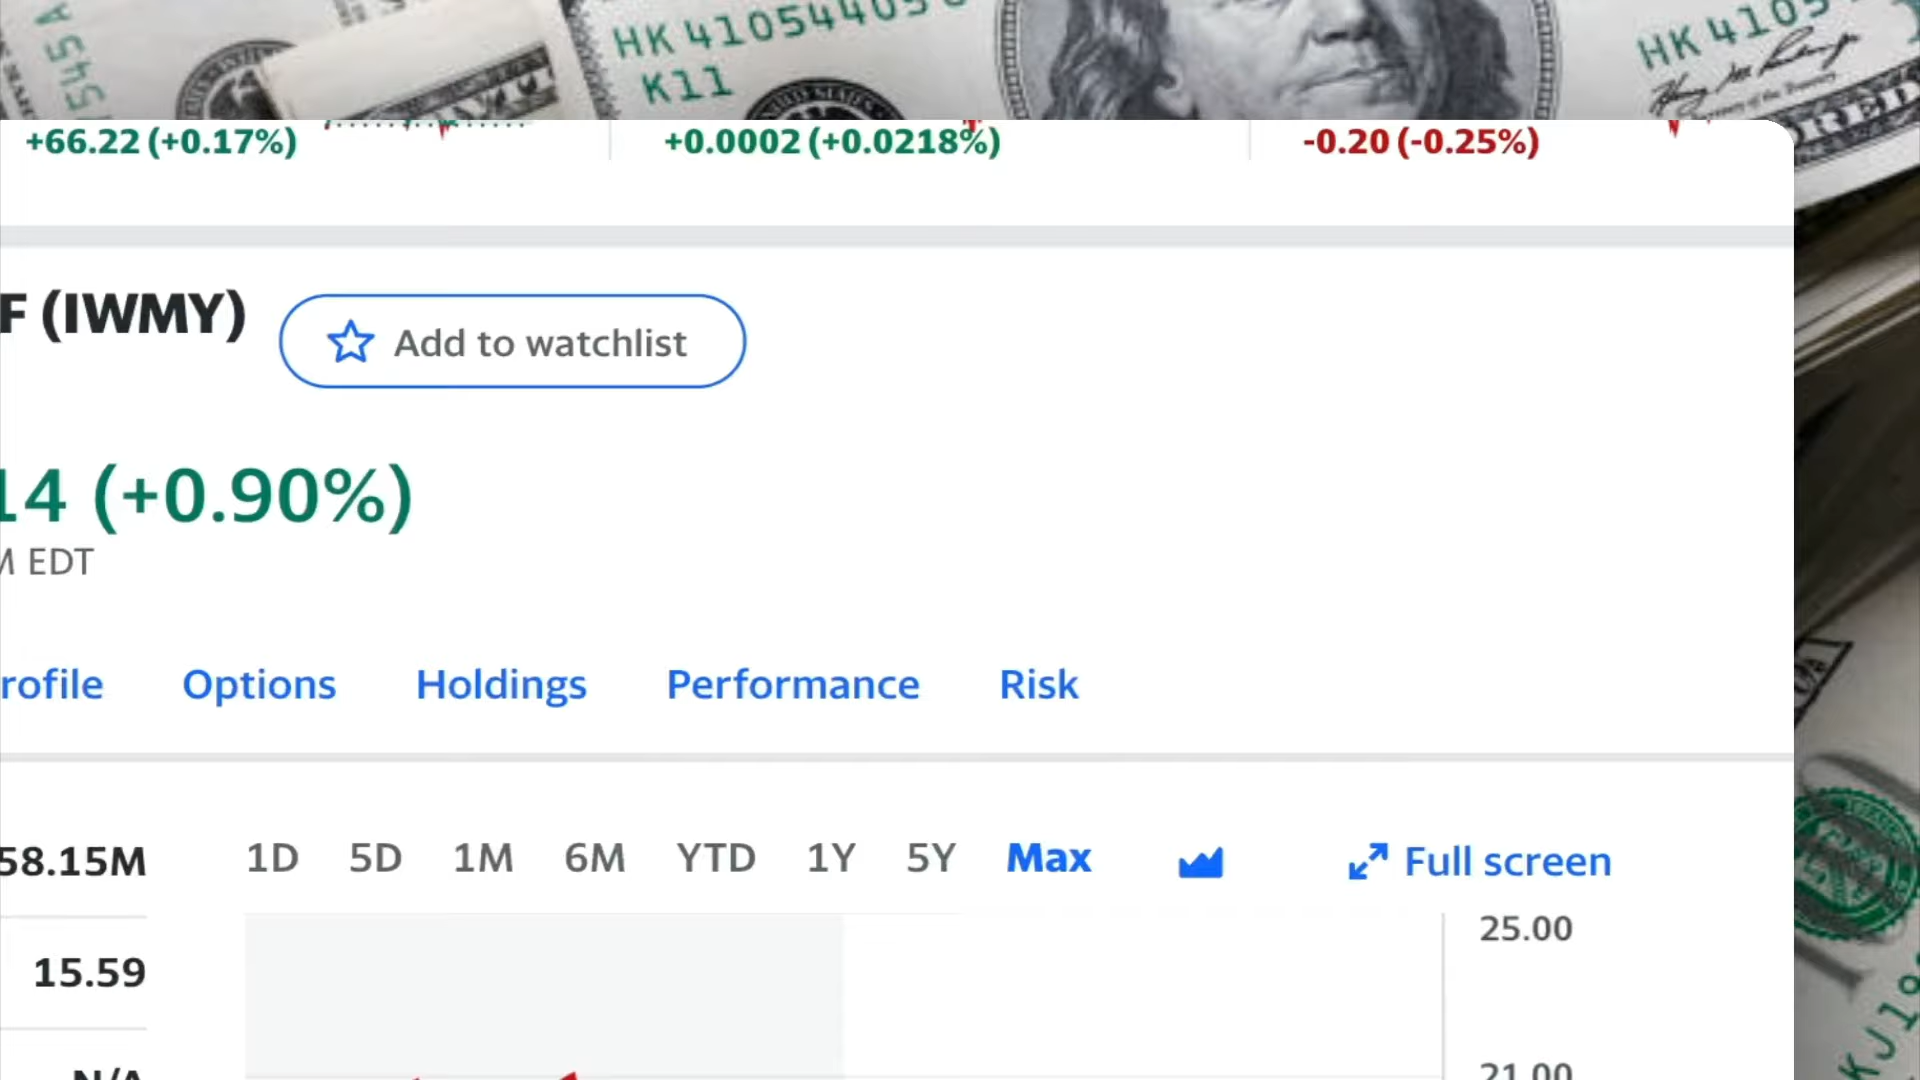 HK 41054405
K11
HK 4105
+66.22 (+0.17%)
+0.0002 (+0.0218%)
-0.20 (-0.25%)
F (IWMY)
Add to watchlist
14 (+0.90%)
M EDT
rofile
Options
Holdings
Performance
Risk
58.15M
1D
5D
1M
6M
YTD
1Y
5Y
Max
Full screen
25.00
15.59
N/A
21.00